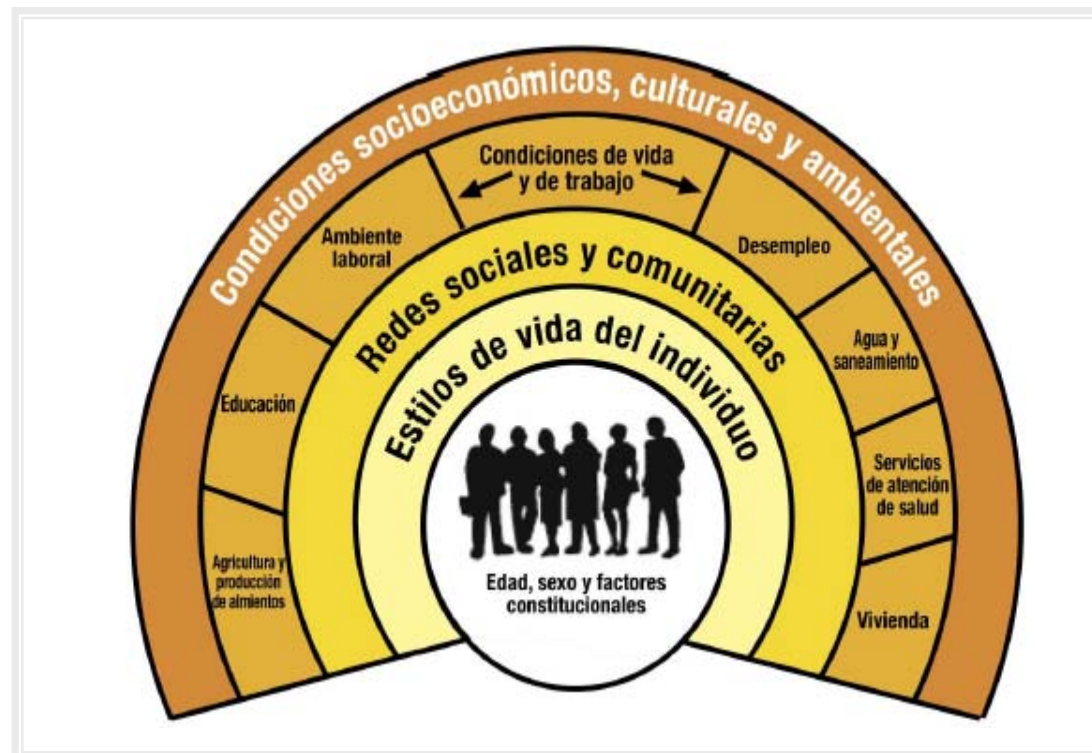 Condiciones socioeconómicos, culturales y ambientales
Condiciones de vida
y de trabajo
Ambiente
laboral
Desempleo
Redes sociales y comunitarias
Agua y
saneamiento
Estilos de vida del individuo
Educación
Servicios
de atención
de salud
Agricultura y
producción
de almientos
Edad, sexo y factores
constitucionales
Vivienda